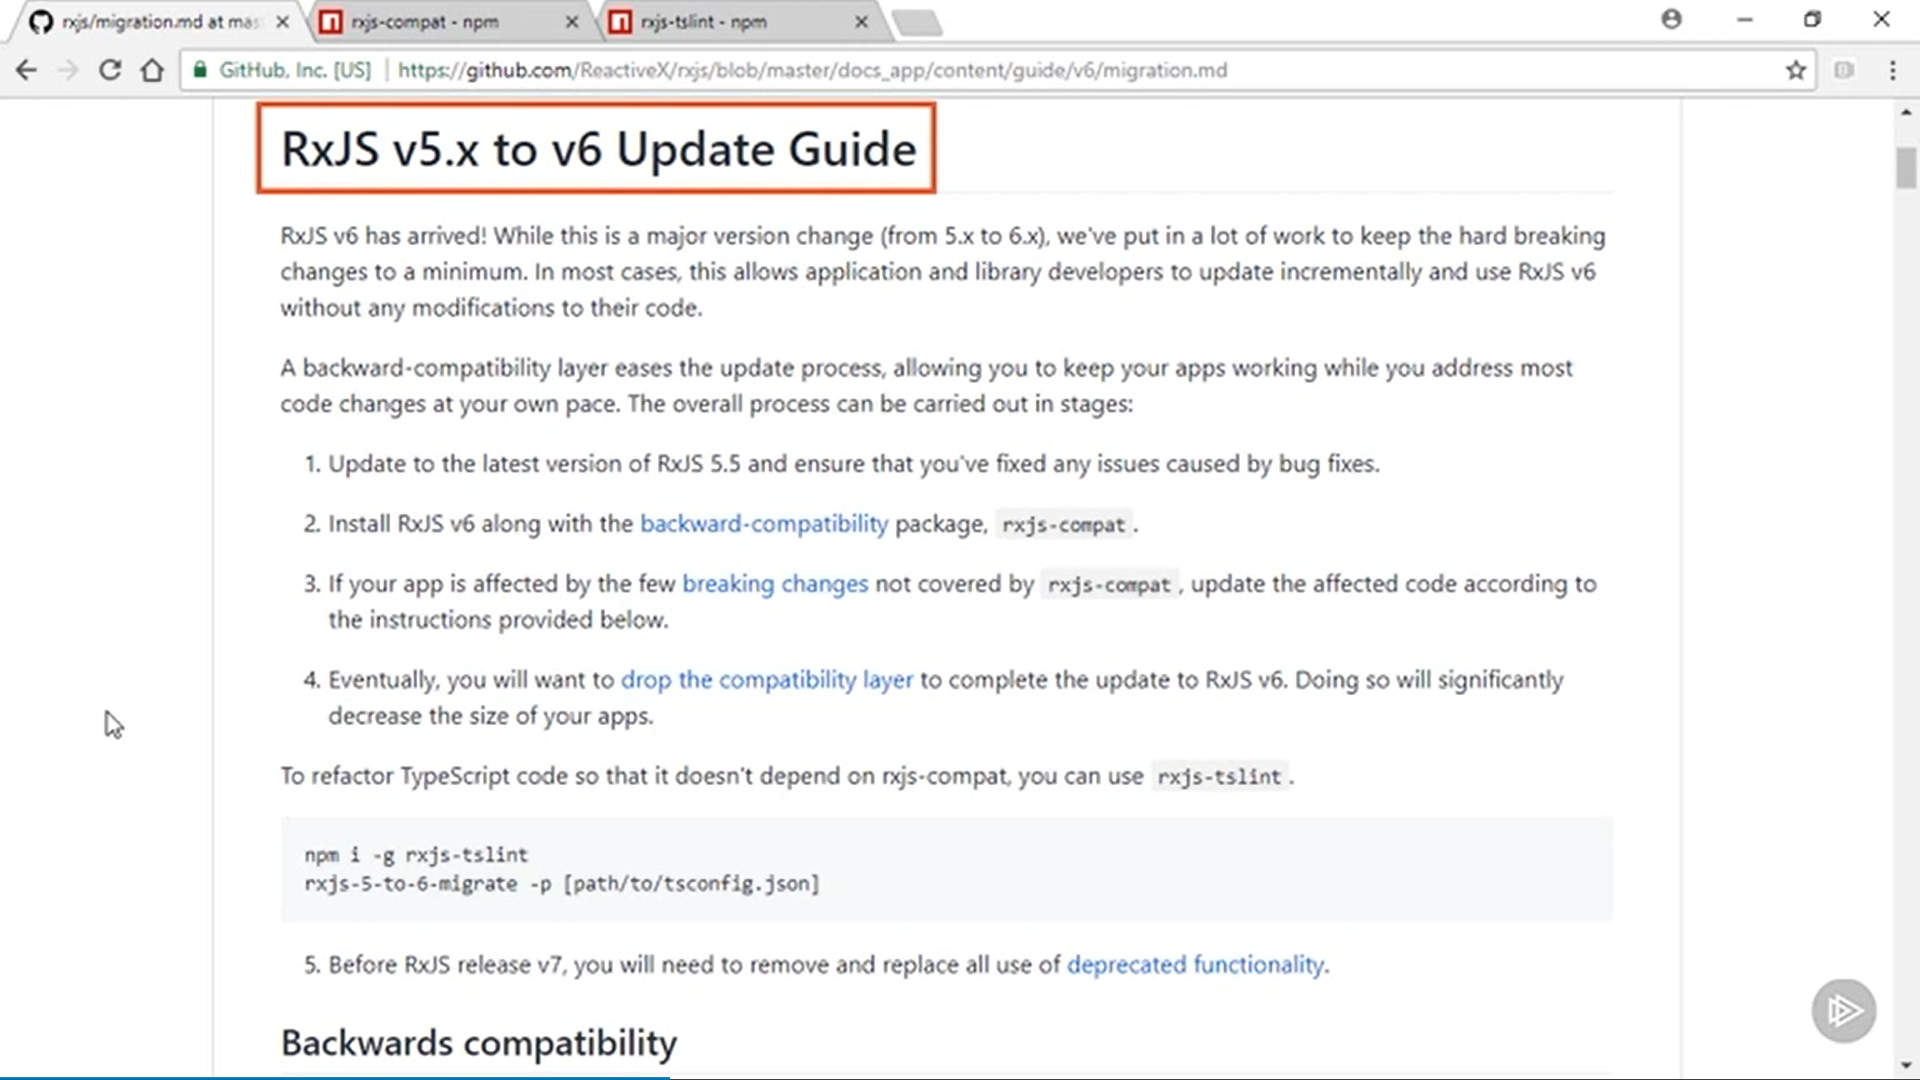 rxjs/migration.md at mas
rxjs-compat - npm
rxjs-tslint - npm
GitHub, Inc. [US]
https://github.com/ReactiveX/rxjs/blob/master/docs_app/content/guide/v6/migration.md
RxJS v5.x to v6 Update Guide
RxJS v6 has arrived! While this is a major version change (from 5.x to 6.x), we've put in a lot of work to keep the hard breaking
changes to a minimum. In most cases, this allows application and library developers to update incrementally and use RxJS v6
without any modifications to their code.
A backward-compatibility layer eases the update process, allowing you to keep your apps working while you address most
code changes at your own pace. The overall process can be carried out in stages:
1. Update to the latest version of RxJS 5.5 and ensure that you've fixed any issues caused by bug fixes.
2. Install RxJS v6 along with the backward-compatibility package, rxjs-compat .
3. If your app is affected by the few breaking changes not covered by rxjs-compat , update the affected code according to
the instructions provided below.
4. Eventually, you will want to drop the compatibility layer to complete the update to RxJS v6. Doing so will significantly
decrease the size of your apps.
To refactor TypeScript code so that it doesn't depend on rxjs-compat, you can use rxjs-tslint .
npm i -g rxjs-tslint
rxjs-5-to-6-migrate -p [path/to/tsconfig.json]
5. Before RxJS release v7, you will need to remove and replace all use of deprecated functionality.
Backwards compatibility